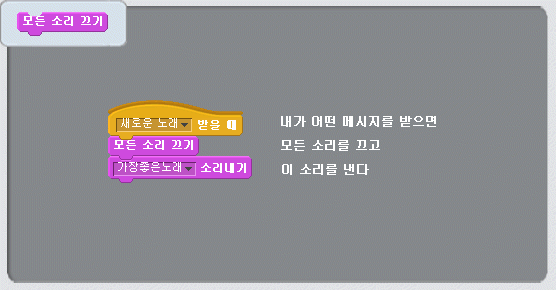 모든 소리 끄기
새로운 노래 받을 때
내가 어떤 메시지를 받으면
모든 소리 끄기
모든 소리를 끄고
가장좋은노래 소리내기
이 소리를 낸다